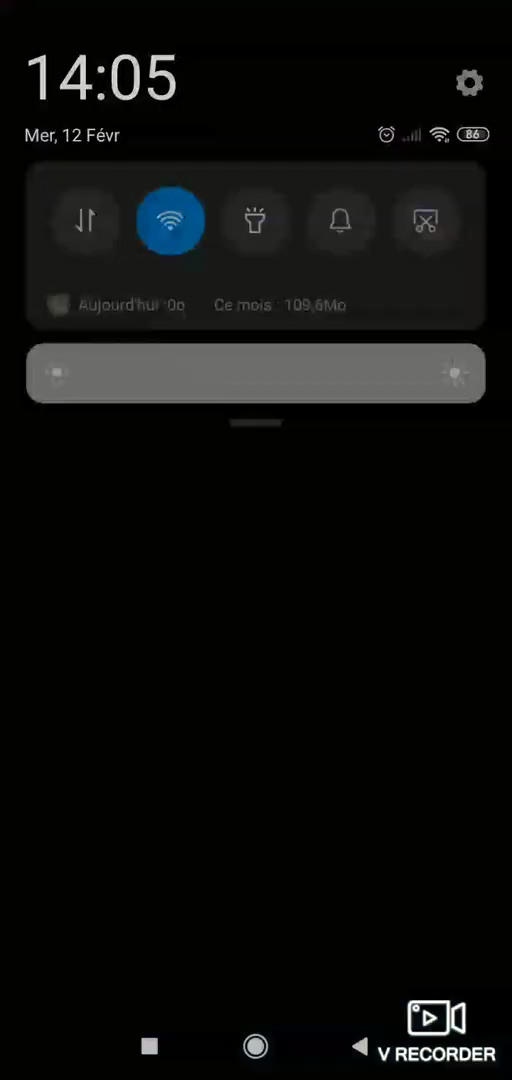 14:05
Mer, 12 Févr
86
Aujourd'hui :0o Ce mois : 109,6Mo
V RECORDER